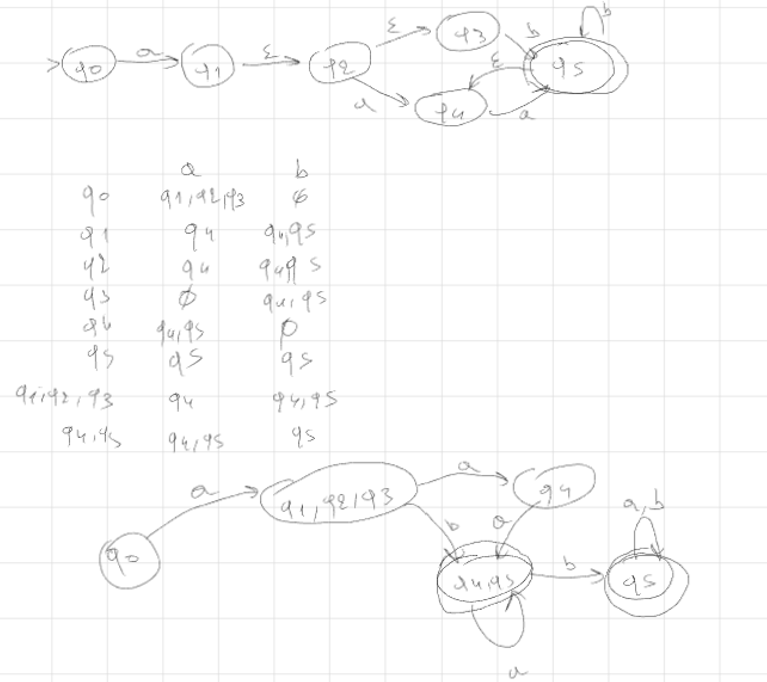 ε q3 b b
q0 a q1 ε q2 ε q5
a q4 a
a b
q0 q1,q2,q3 ϕ
q1 q4 q4,q5
q2 q4 q4,q5
q3 ϕ q4,q5
q4 q4,q5 ϕ
q5 q5 q5
q1,q2,q3 q4 q4,q5
q4,q5 q4,q5 q5
a q1,q2,q3 a q4
b a a,b
q0 q4,q5 b q5
a